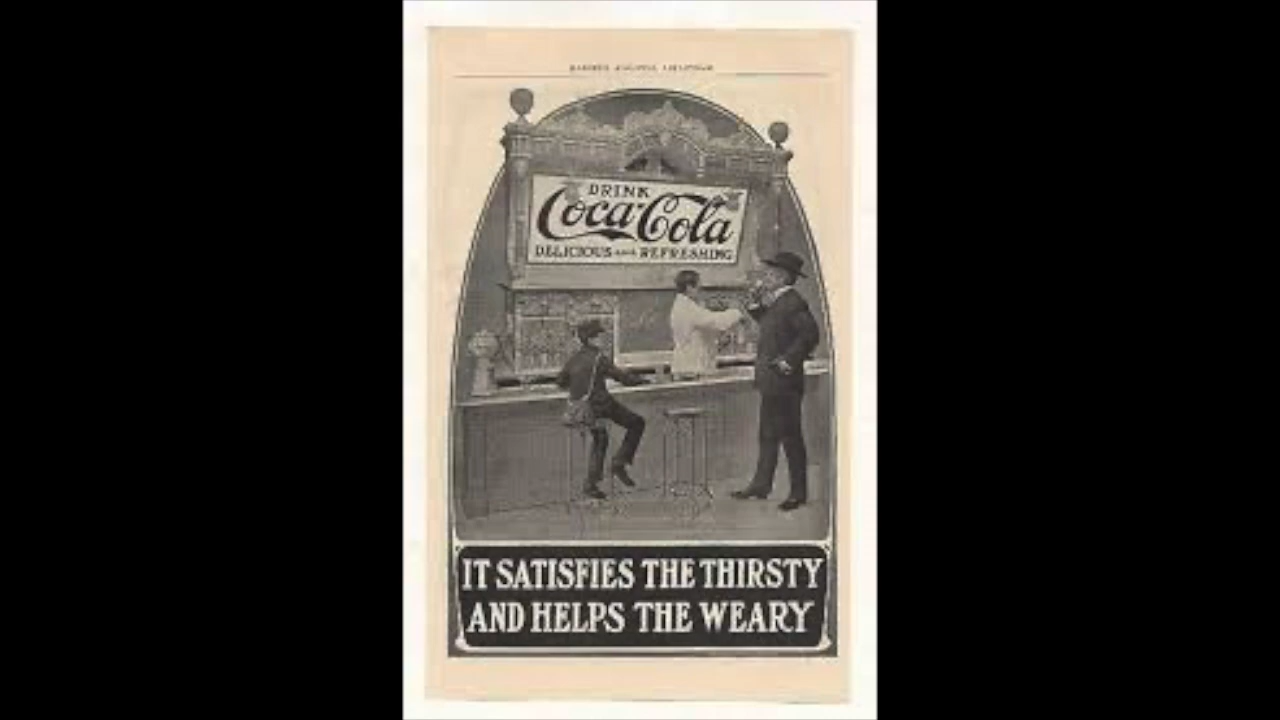 DRINK
Coca-Cola
DELICIOUS AND REFRESHING
IT SATISFIES THE THIRSTY
AND HELPS THE WEARY